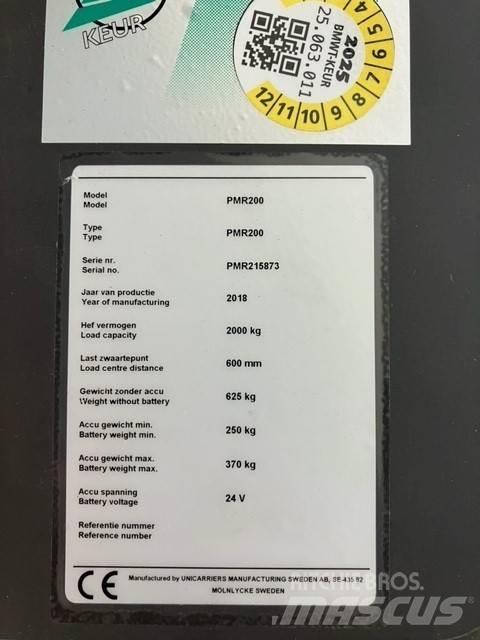 KEUR
2025
BMWT-KEUR
25.063.011
4 5 6 7 8 9 10 11 12
Model PMR200
Model
Type PMR200
Type
Serie nr. PMR215873
Serial no.
Jaar van productie 2018
Year of manufacturing
Hef vermogen 2000 kg
Load capacity
Last zwaartepunt 600 mm
Load centre distance
Gewicht zonder accu 625 kg
Weight without battery
Accu gewicht min. 250 kg
Battery weight min.
Accu gewicht max. 370 kg
Battery weight max.
Accu spanning 24 V
Battery voltage
Referentie nummer
Reference number
CE Manufactured by UNICARRIERS MANUFACTURING SWEDEN AB, SE-435 82
MÖLNLYCKE SWEDEN
RITCHIE BROS.
MASCUS